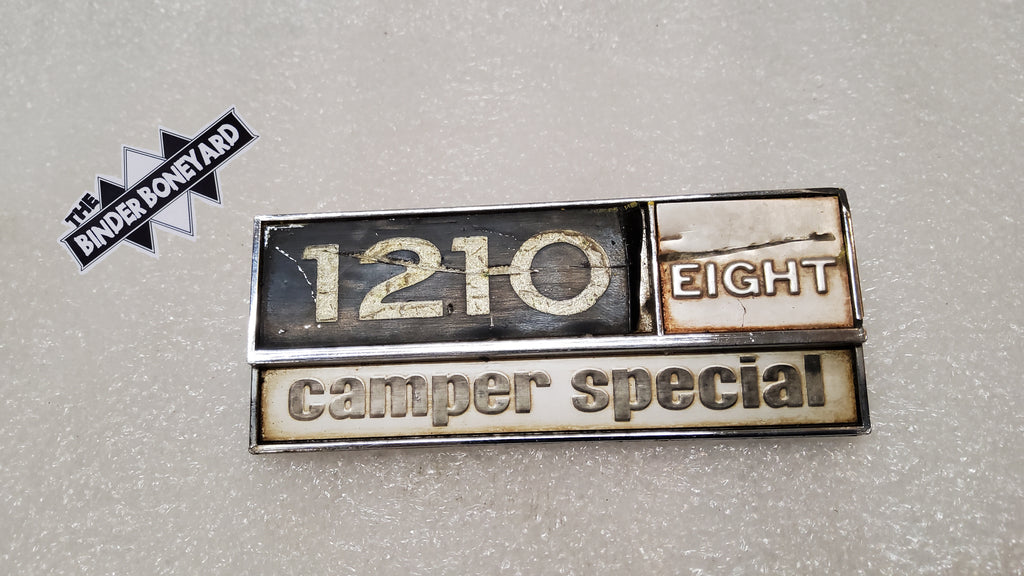 THE
BINDER BONEYARD
1210
EIGHT
camper special